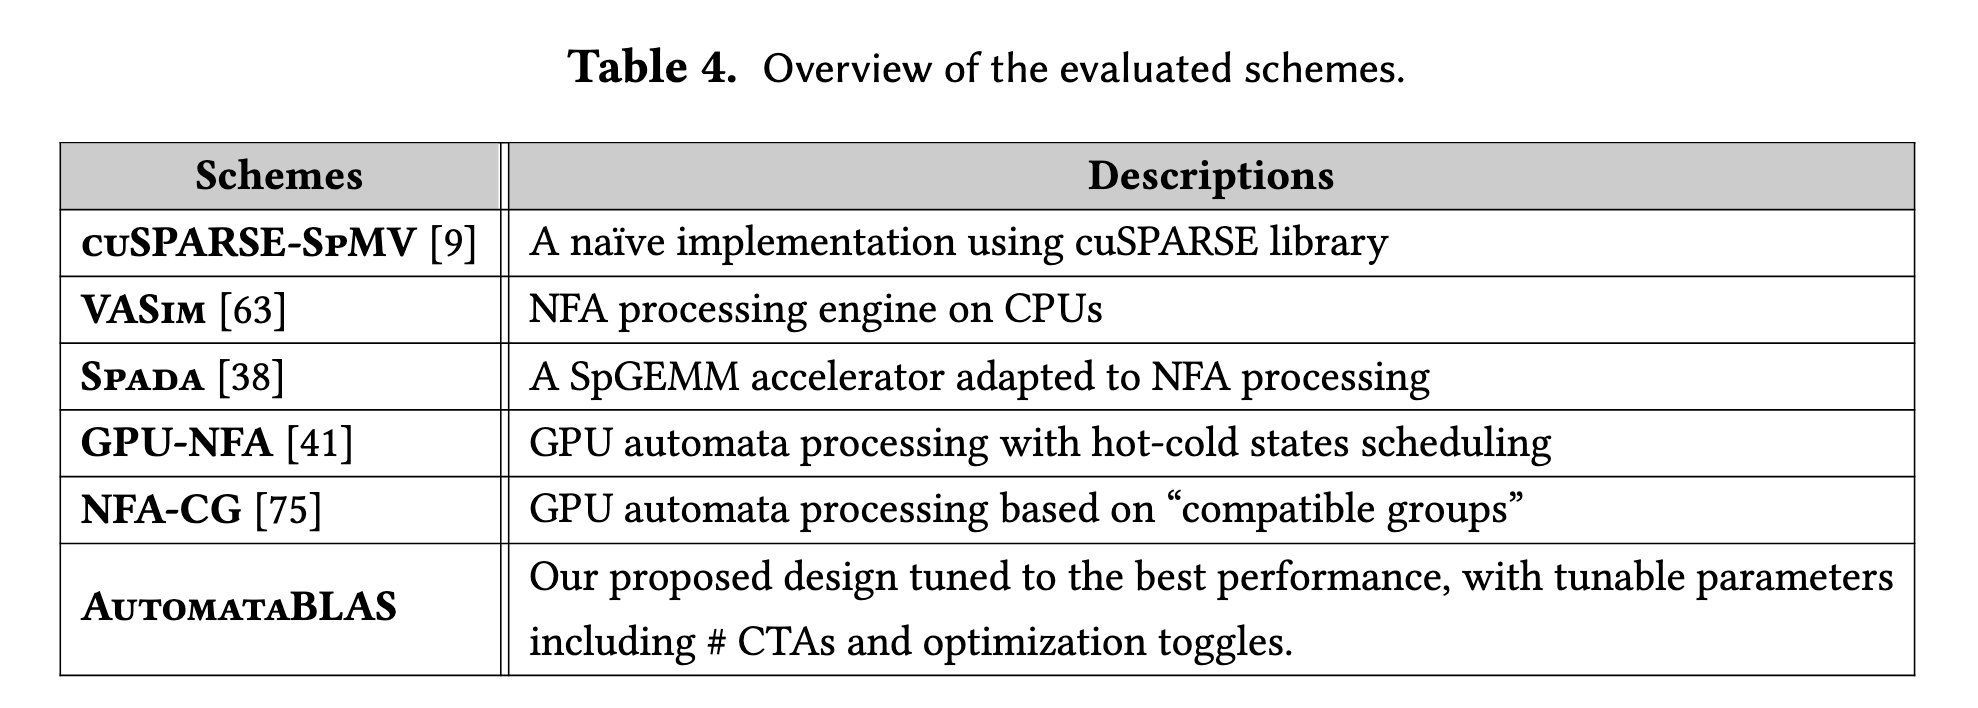 Table 4. Overview of the evaluated schemes.
Schemes Descriptions
cuSPARSE-SpMV [9] A naïve implementation using cuSPARSE library
VASim [63] NFA processing engine on CPUs
Spada [38] A SpGEMM accelerator adapted to NFA processing
GPU-NFA [41] GPU automata processing with hot-cold states scheduling
NFA-CG [75] GPU automata processing based on “compatible groups”
AutomataBLAS Our proposed design tuned to the best performance, with tunable parameters
including # CTAs and optimization toggles.